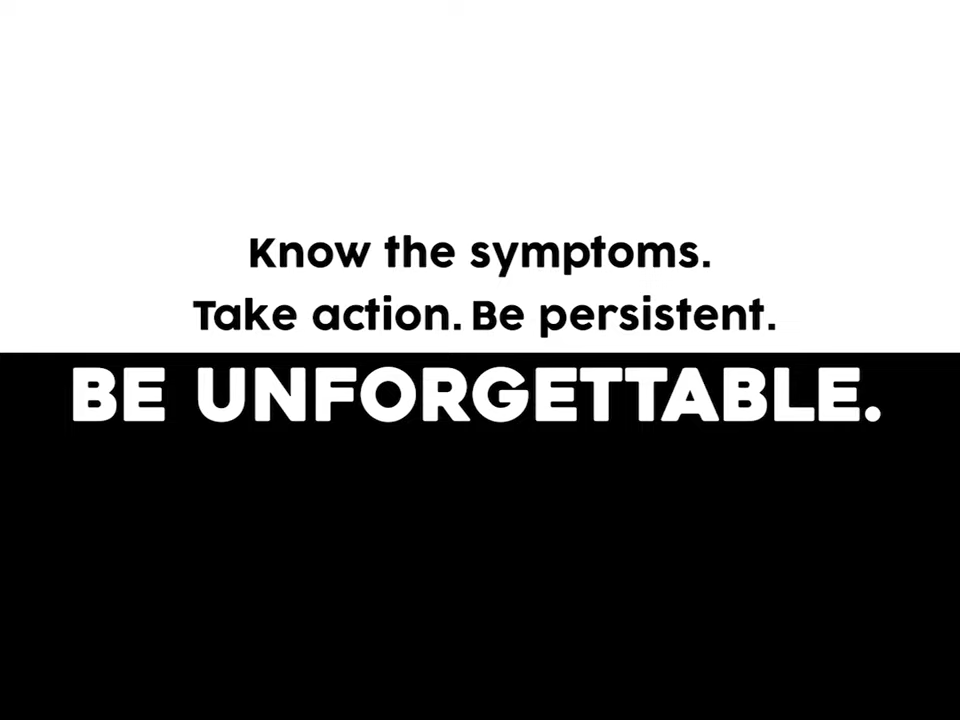 Know the symptoms.
Take action. Be persistent.
BE UNFORGETTABLE.